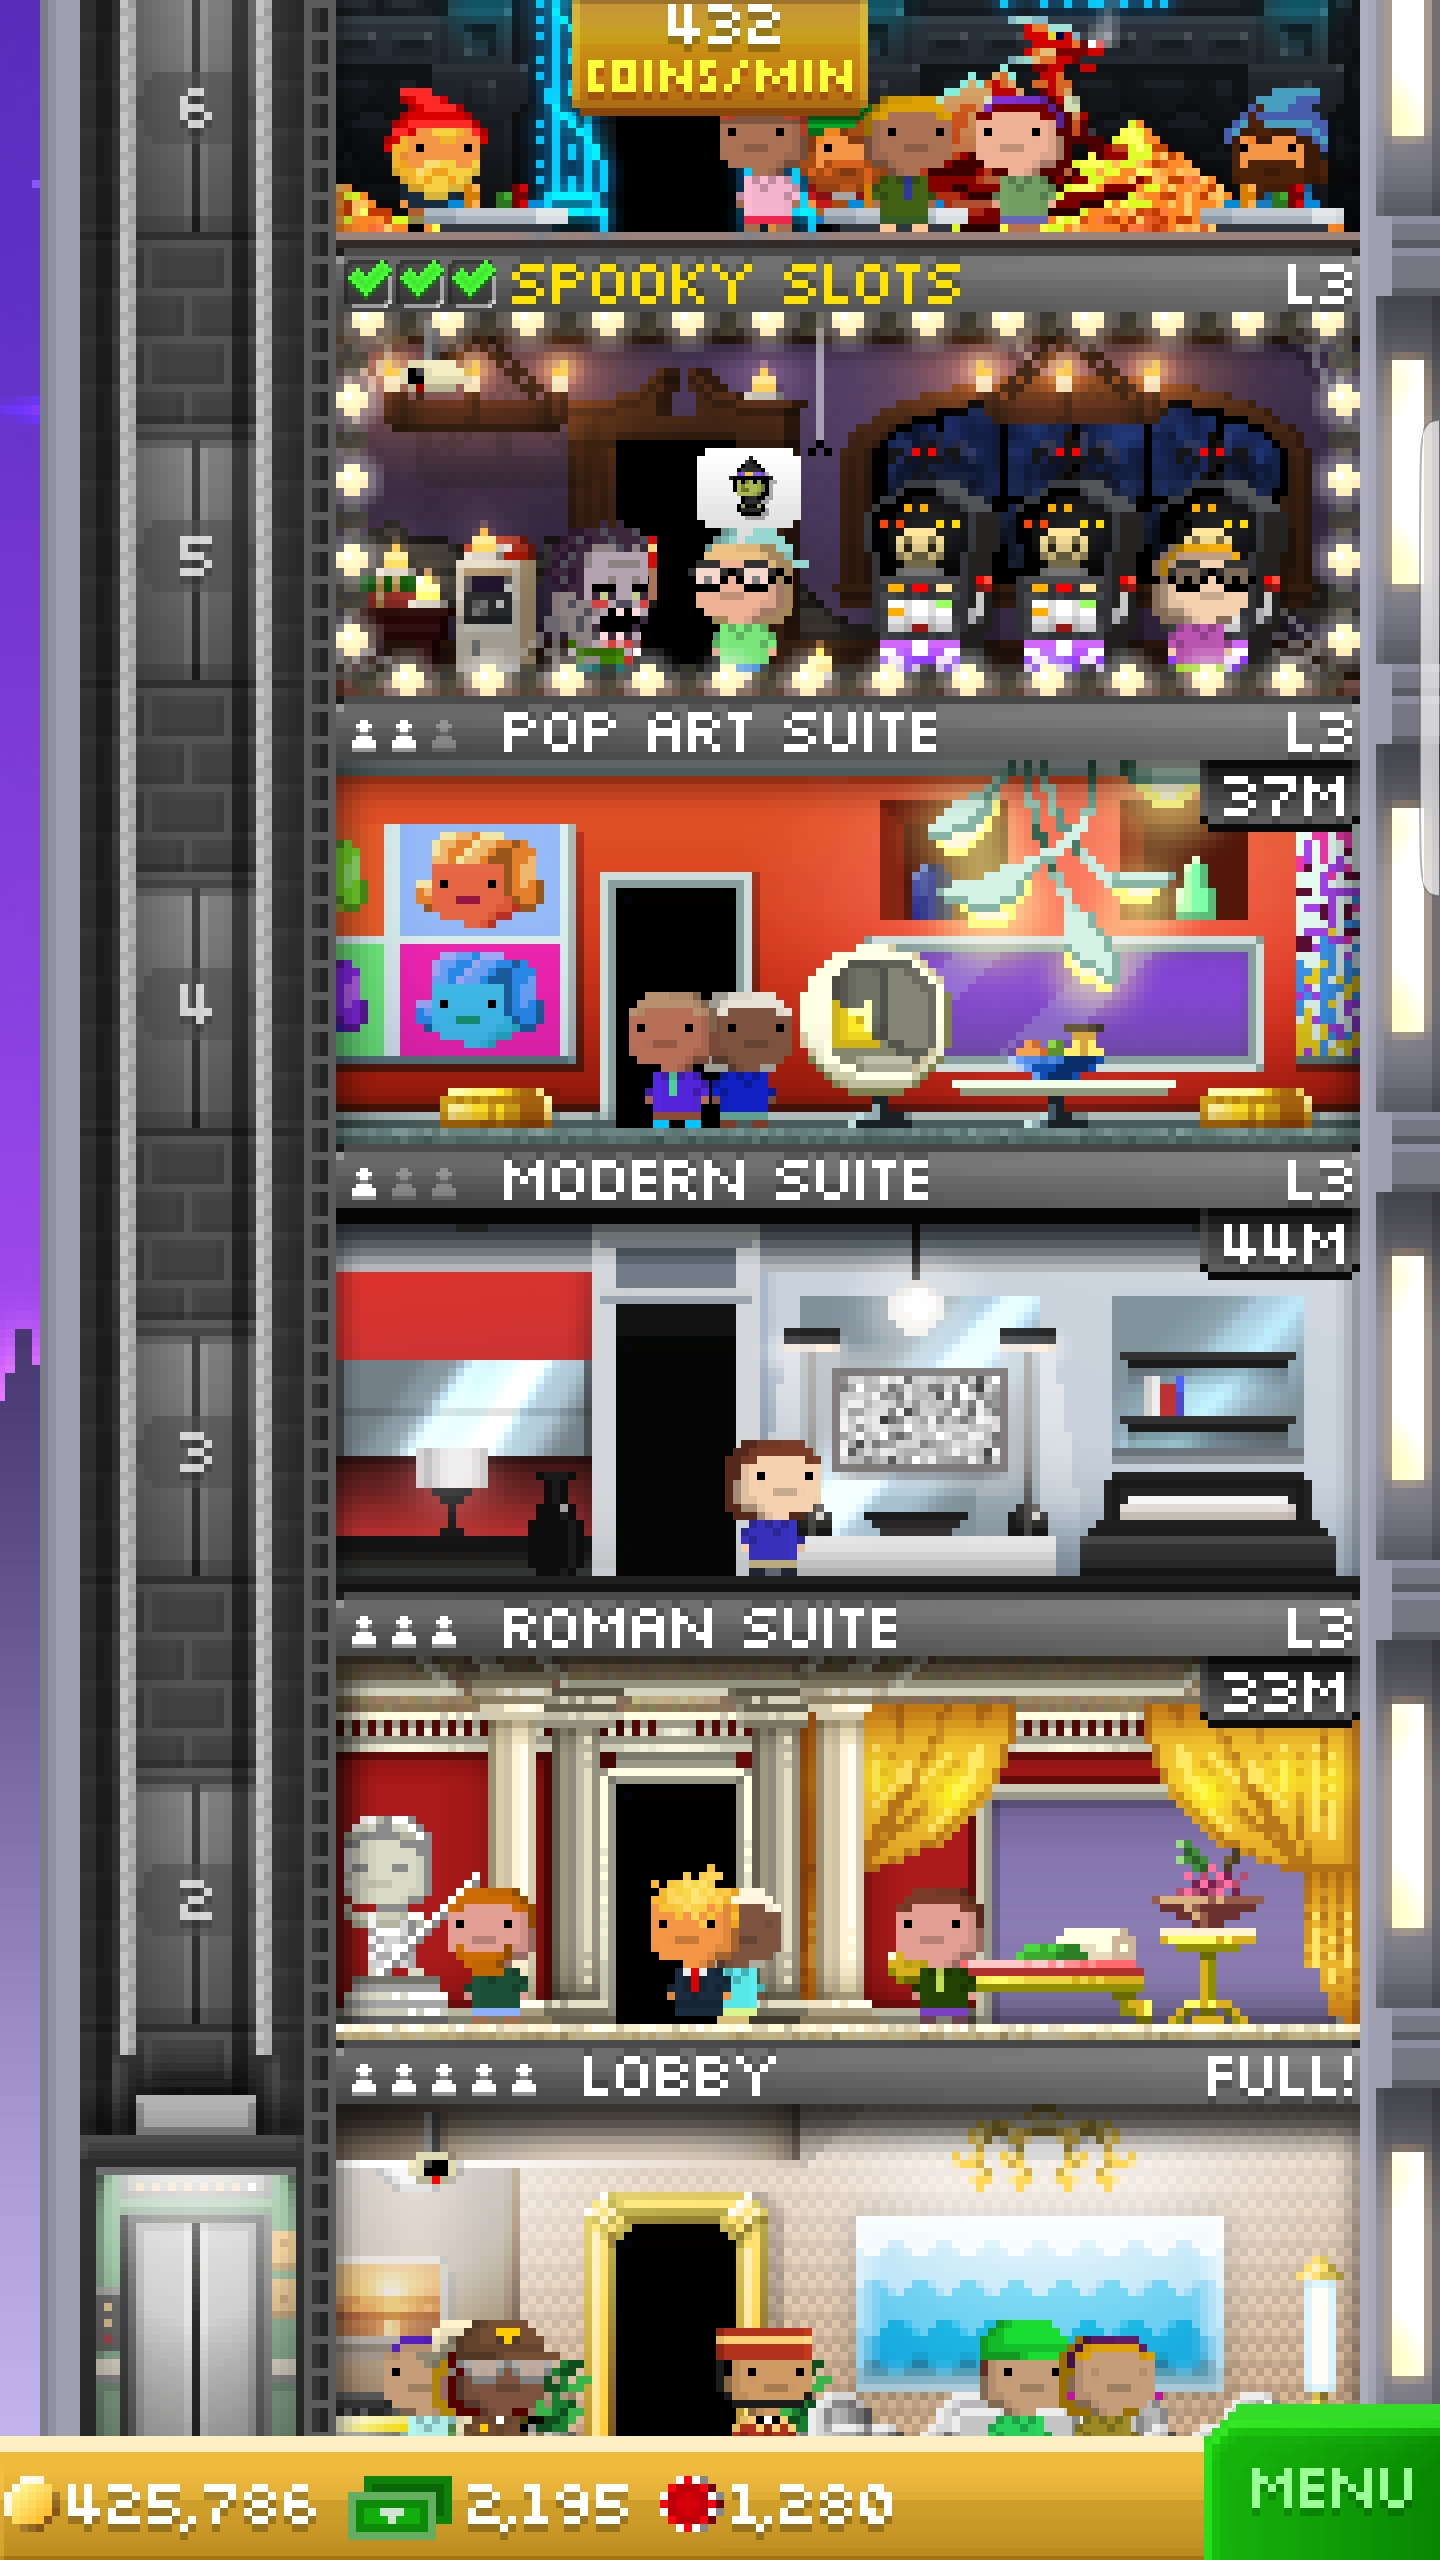 432
COINS/MIN
6
SPOOKY SLOTS L3
5
POP ART SUITE L3
37M
4
MODERN SUITE L3
44M
3
ROMAN SUITE L3
33M
2
LOBBY FULL!
425,786 2,195 1,280 MENU